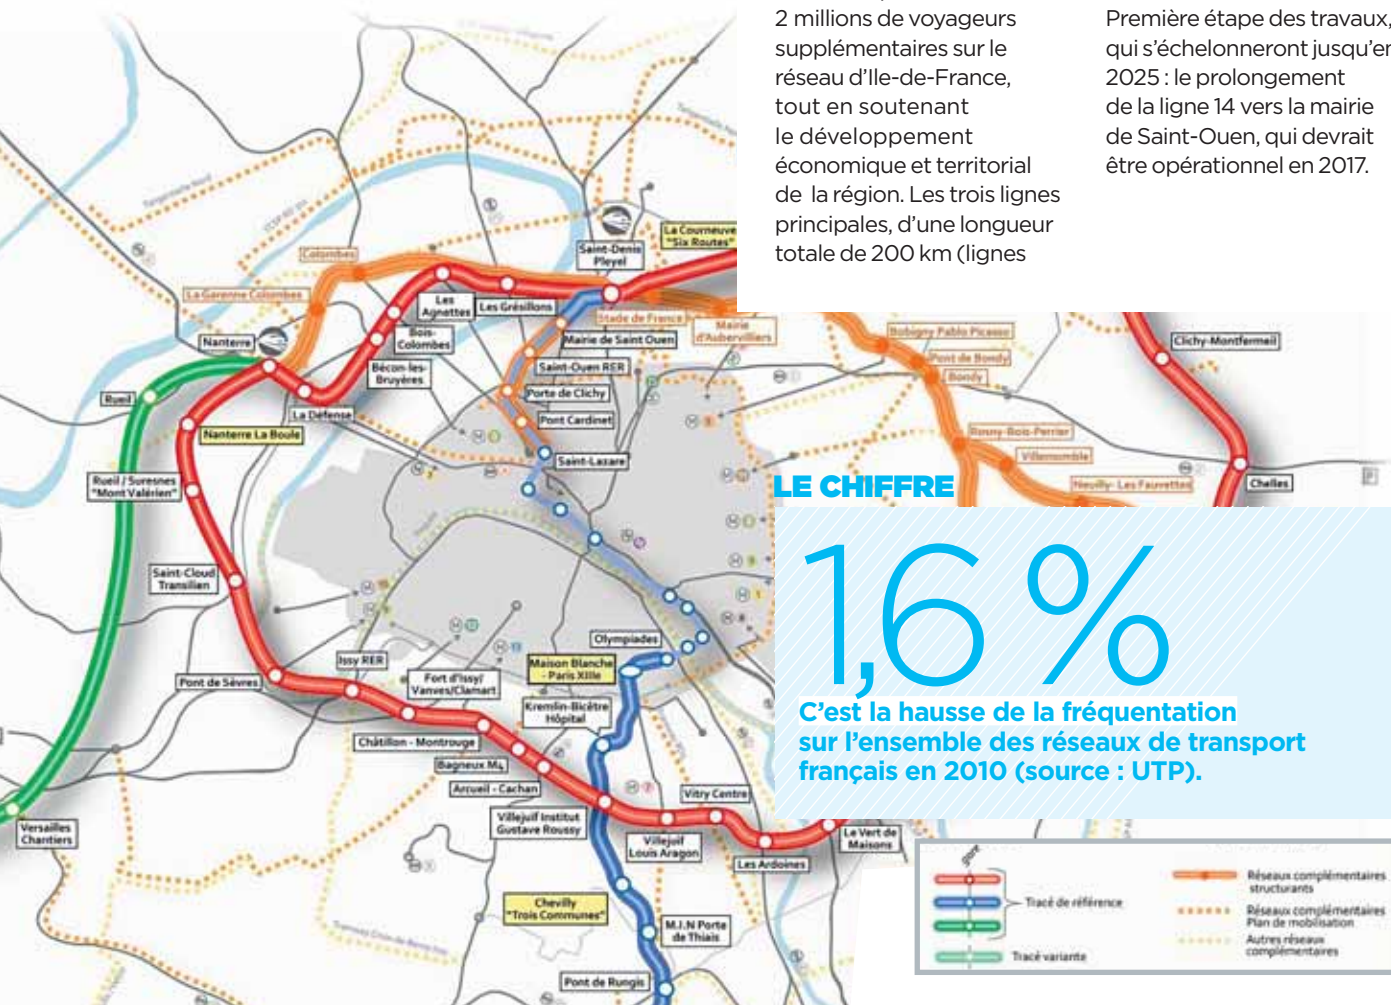 2 millions de voyageurs
supplémentaires sur le
réseau d'Ile-de-France,
tout en soutenant
le développement
économique et territorial
de la région. Les trois lignes
principales, d'une longueur
totale de 200 km (lignes
Première étape des travaux,
qui s'échelonneront jusqu'en
2025 : le prolongement
de la ligne 14 vers la mairie
de Saint-Ouen, qui devrait
être opérationnel en 2017.
La Courneuve
"Six Routes"
Saint-Denis
Pleyel
Colombes
La Garenne Colombes
Les
Agnettes
Les Grésillons
Stade de France
Mairie
d'Aubervilliers
Bobigny Pablo Picasso
Pont de Bondy
Bondy
Clichy-Montfermeil
Nanterre
Bois-
Colombes
Mairie de Saint Ouen
Saint-Ouen RER
Bécon-les-
Bruyères
Porte de Clichy
Rueil
La Défense
Pont Cardinet
Nanterre La Boule
Saint-Lazare
Rosny-Bois-Perrier
Villemomble
Neuilly- Les Fauvettes
Chelles
Rueil / Suresnes
"Mont Valérien"
LE CHIFFRE
1,6 %
C'est la hausse de la fréquentation
sur l'ensemble des réseaux de transport
français en 2010 (source : UTP).
Saint-Cloud
Transilien
Olympiades
Issy RER
Maison Blanche
- Paris XIIIe
Pont de Sèvres
Fort d'Issy/
Vanves/Clamart
Kremlin-Bicêtre
Hôpital
Châtillon - Montrouge
Bagneux M4
Arcueil - Cachan
Vitry Centre
Villejuif Institut
Gustave Roussy
Versailles
Chantiers
Villejuif
Louis Aragon
Le Vert de
Maisons
Les Ardoines
Chevilly
"Trois Communes"
M.I.N Porte
de Thiais
Pont de Rungis
gare
Tracé de référence
Tracé variante
Réseaux complémentaires
structurants
Réseaux complémentaires
Plan de mobilisation
Autres réseaux
complémentaires